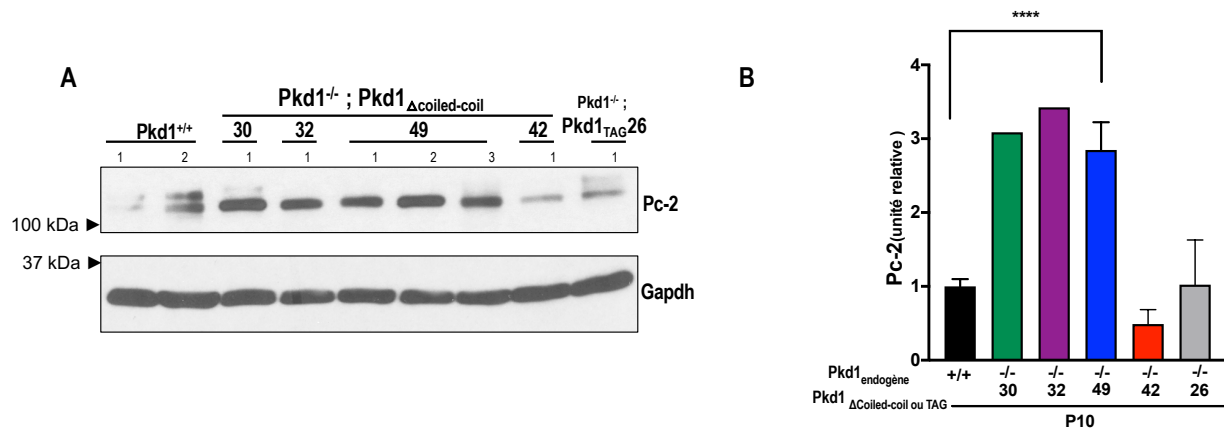 A
Pkd1-/- ; Pkd1Δcoiled-coil
Pkd1-/- ;
Pkd1TAG26
Pkd1+/+
30 32 49 42
1 2 1 1 1 2 3 1 1
Pc-2
100 kDa ►
37 kDa ►
Gapdh
B
****
Pc-2(unité relative)
4
3
2
1
0
Pkd1endogène +/+ -/- -/- -/- -/- -/-
Pkd1 ΔCoiled-coil ou TAG 30 32 49 42 26
P10